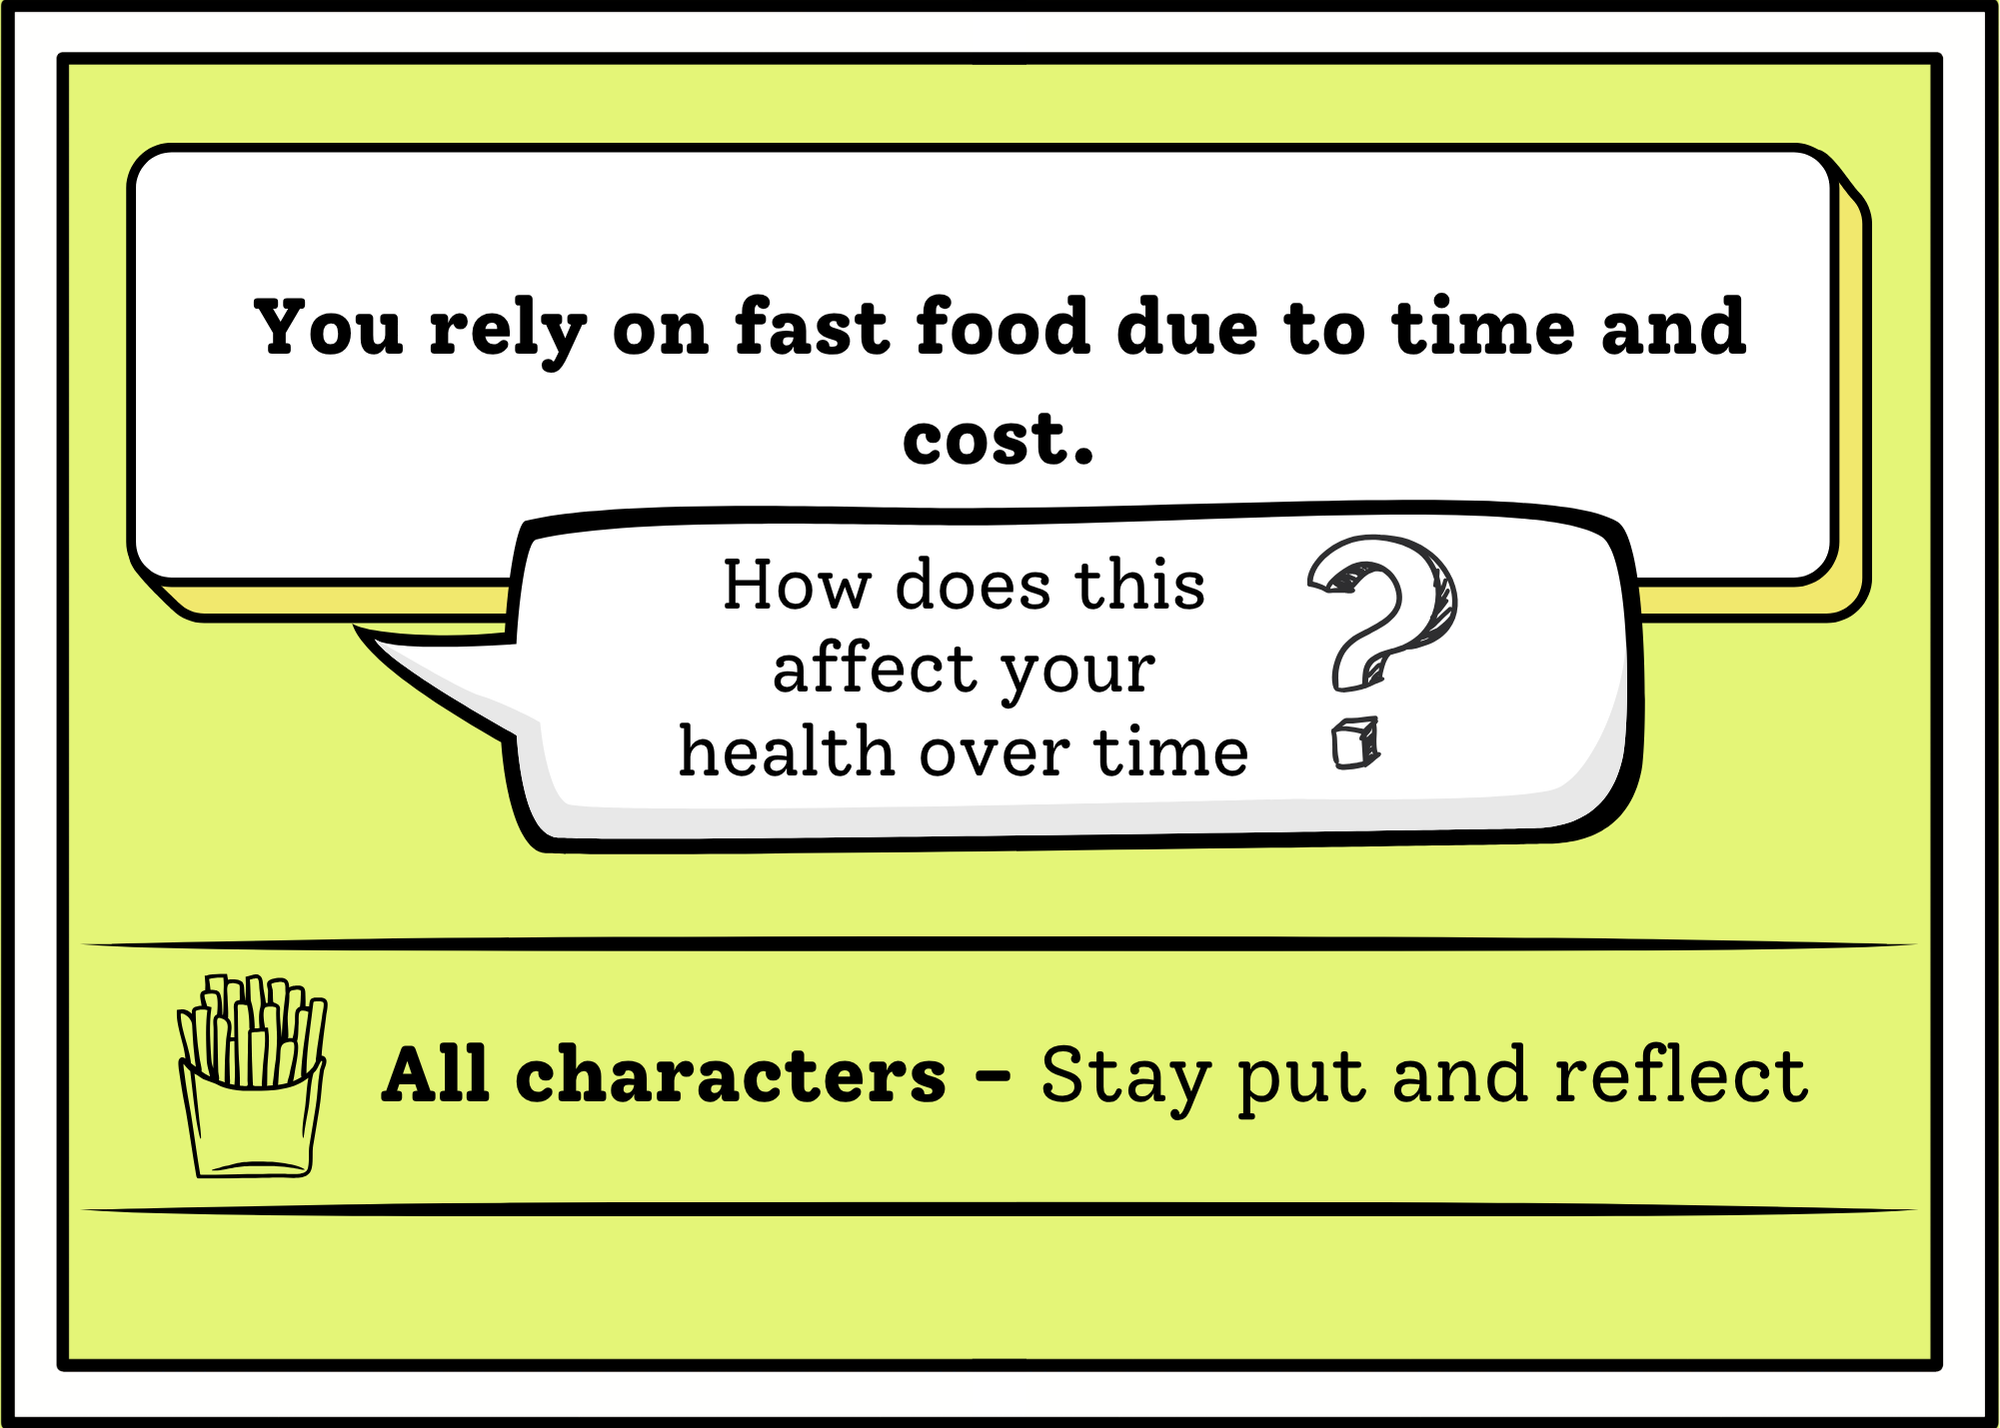 You rely on fast food due to time and
cost.
How does this
affect your
health over time
?
All characters – Stay put and reflect